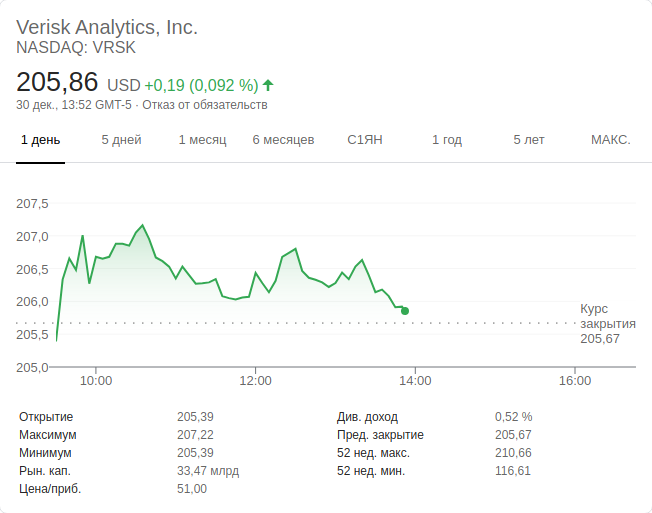 Verisk Analytics, Inc.
NASDAQ: VRSK
205,86 USD +0,19 (0,092 %)
30 дек., 13:52 GMT-5 · Отказ от обязательств
1 день 5 дней 1 месяц 6 месяцев С1ЯН 1 год 5 лет МАКС.
207,5
207,0
206,5
206,0
205,5
205,0
Курс
закрытия
205,67
10:00 12:00 14:00 16:00
Открытие 205,39 Див. доход 0,52 %
Максимум 207,22 Пред. закрытие 205,67
Минимум 205,39 52 нед. макс. 210,66
Рын. кап. 33,47 млрд 52 нед. мин. 116,61
Цена/приб. 51,00